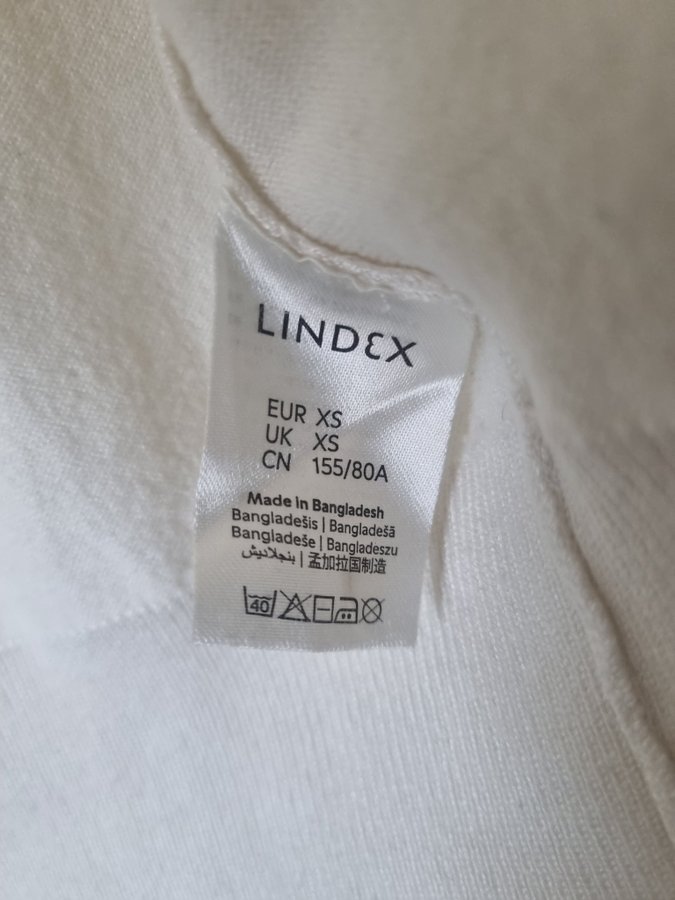 LINDEX
EUR XS
UK XS
CN 155/80A
Made in Bangladesh
Bangladešis | Bangladešā
Bangladeše | Bangladeszu
بنجلاديش | 孟加拉国制造
40